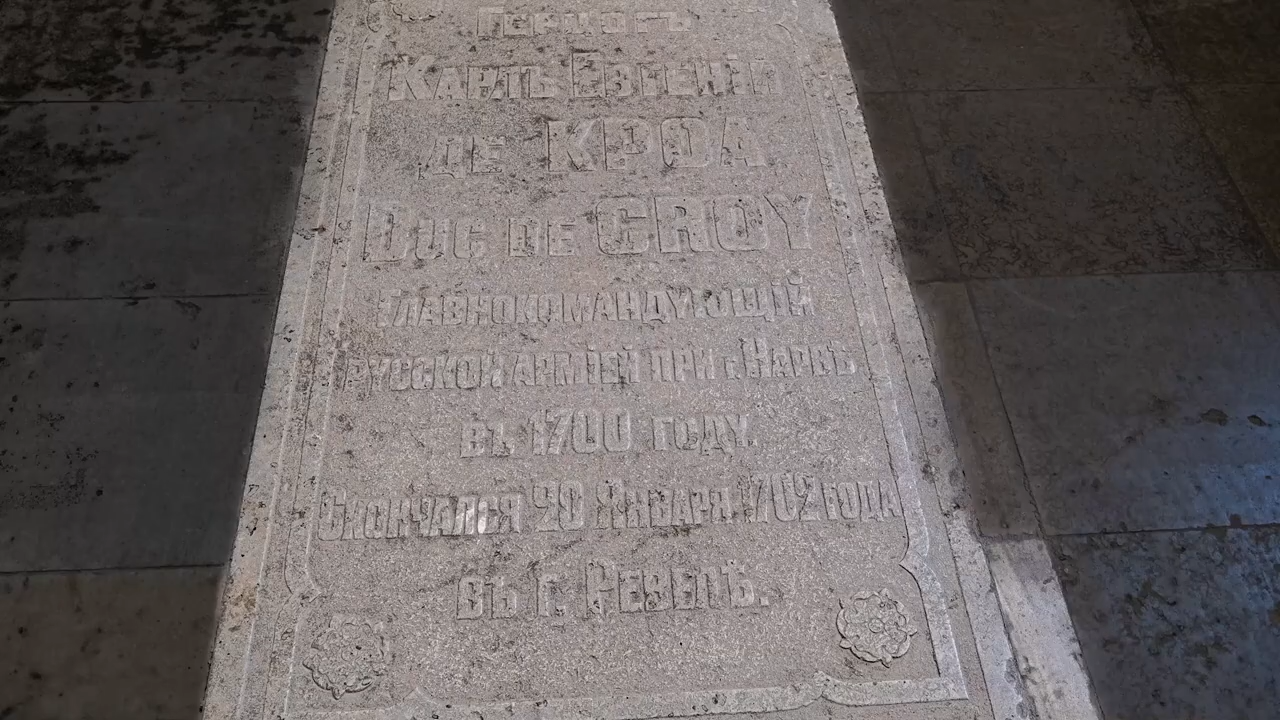 Герцогъ
Карлъ Евгеній
де КРОА
Duc de CROY
Главнокомандующій
русской арміей при г. Нарвѣ
въ 1700 году.
Скончался 20 Января 1702 года
въ г. Ревелѣ.